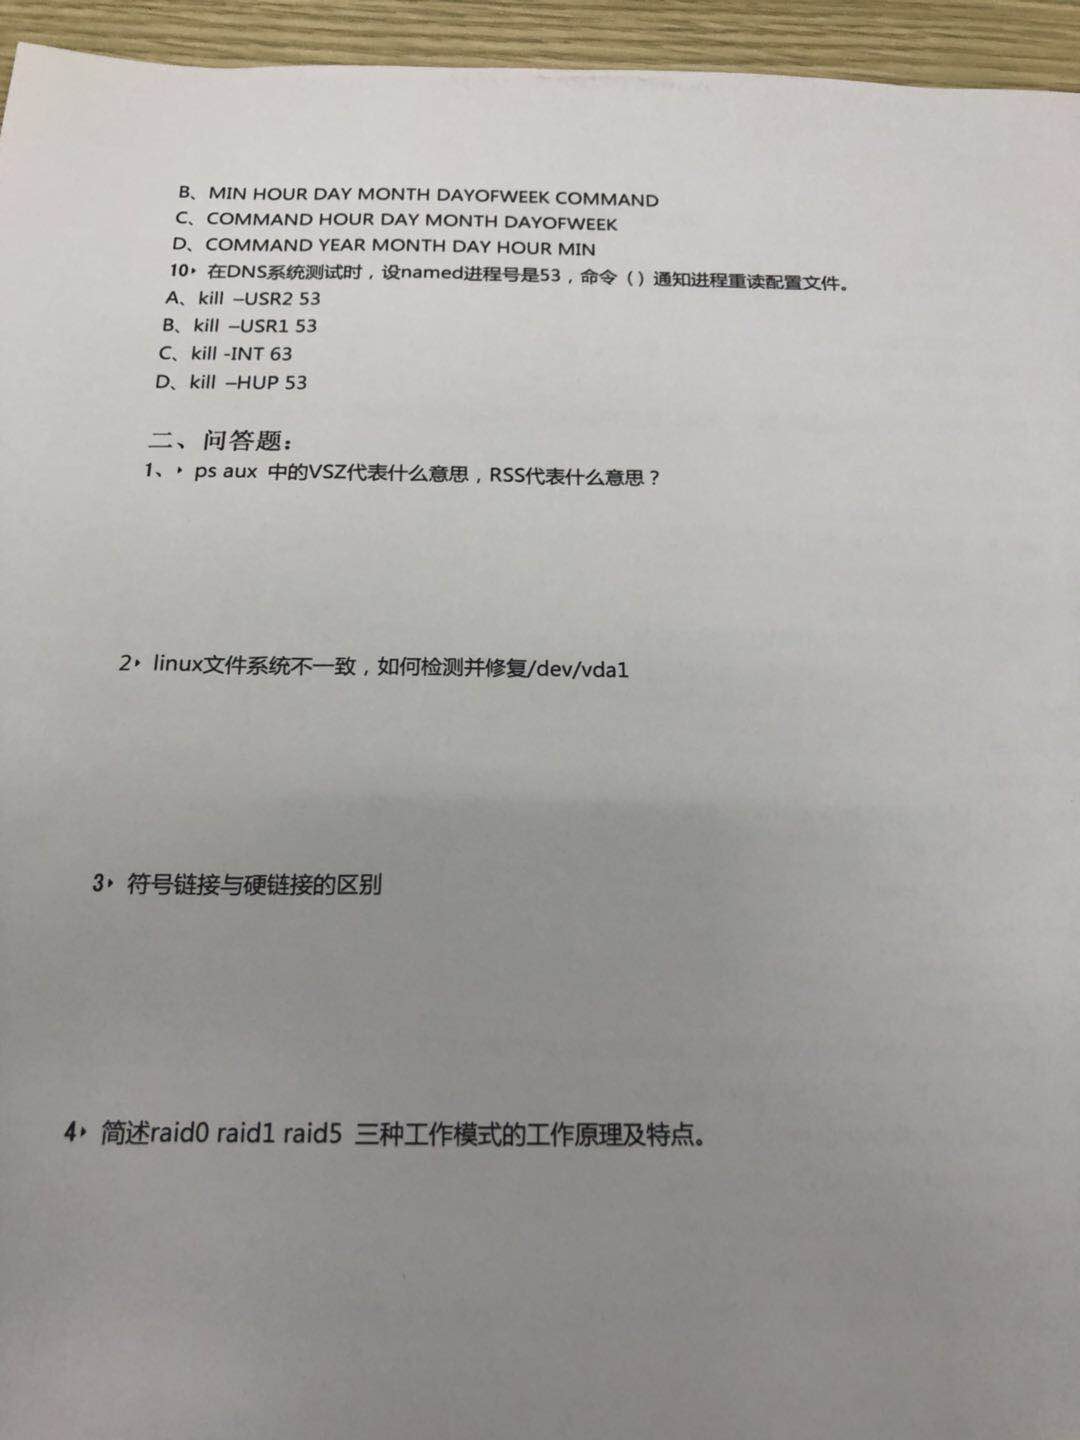 B、MIN HOUR DAY MONTH DAYOFWEEK COMMAND
C、COMMAND HOUR DAY MONTH DAYOFWEEK
D、COMMAND YEAR MONTH DAY HOUR MIN
10、在DNS系统测试时，设named进程号是53，命令（）通知进程重读配置文件。
A、kill –USR2 53
B、kill –USR1 53
C、kill -INT 63
D、kill –HUP 53
二、问答题：
1、、ps aux 中的VSZ代表什么意思，RSS代表什么意思？
2、linux文件系统不一致，如何检测并修复/dev/vda1
3、符号链接与硬链接的区别
4、简述raid0 raid1 raid5 三种工作模式的工作原理及特点。